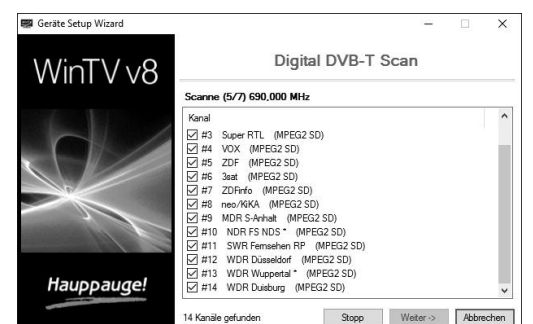 Geräte Setup Wizard
WinTV v8
Digital DVB-T Scan
Scanne (5/7) 690,000 MHz
Kanal
#3 Super RTL (MPEG2 SD)
#4 VOX (MPEG2 SD)
#5 ZDF (MPEG2 SD)
#6 3sat (MPEG2 SD)
#7 ZDFinfo (MPEG2 SD)
#8 neo/KiKA (MPEG2 SD)
#9 MDR S-Anhalt (MPEG2 SD)
#10 NDR FS NDS * (MPEG2 SD)
#11 SWR Fernsehen RP (MPEG2 SD)
#12 WDR Düsseldorf (MPEG2 SD)
#13 WDR Wuppertal * (MPEG2 SD)
#14 WDR Duisburg (MPEG2 SD)
Hauppauge!
14 Kanäle gefunden
Stopp
Weiter ->
Abbrechen